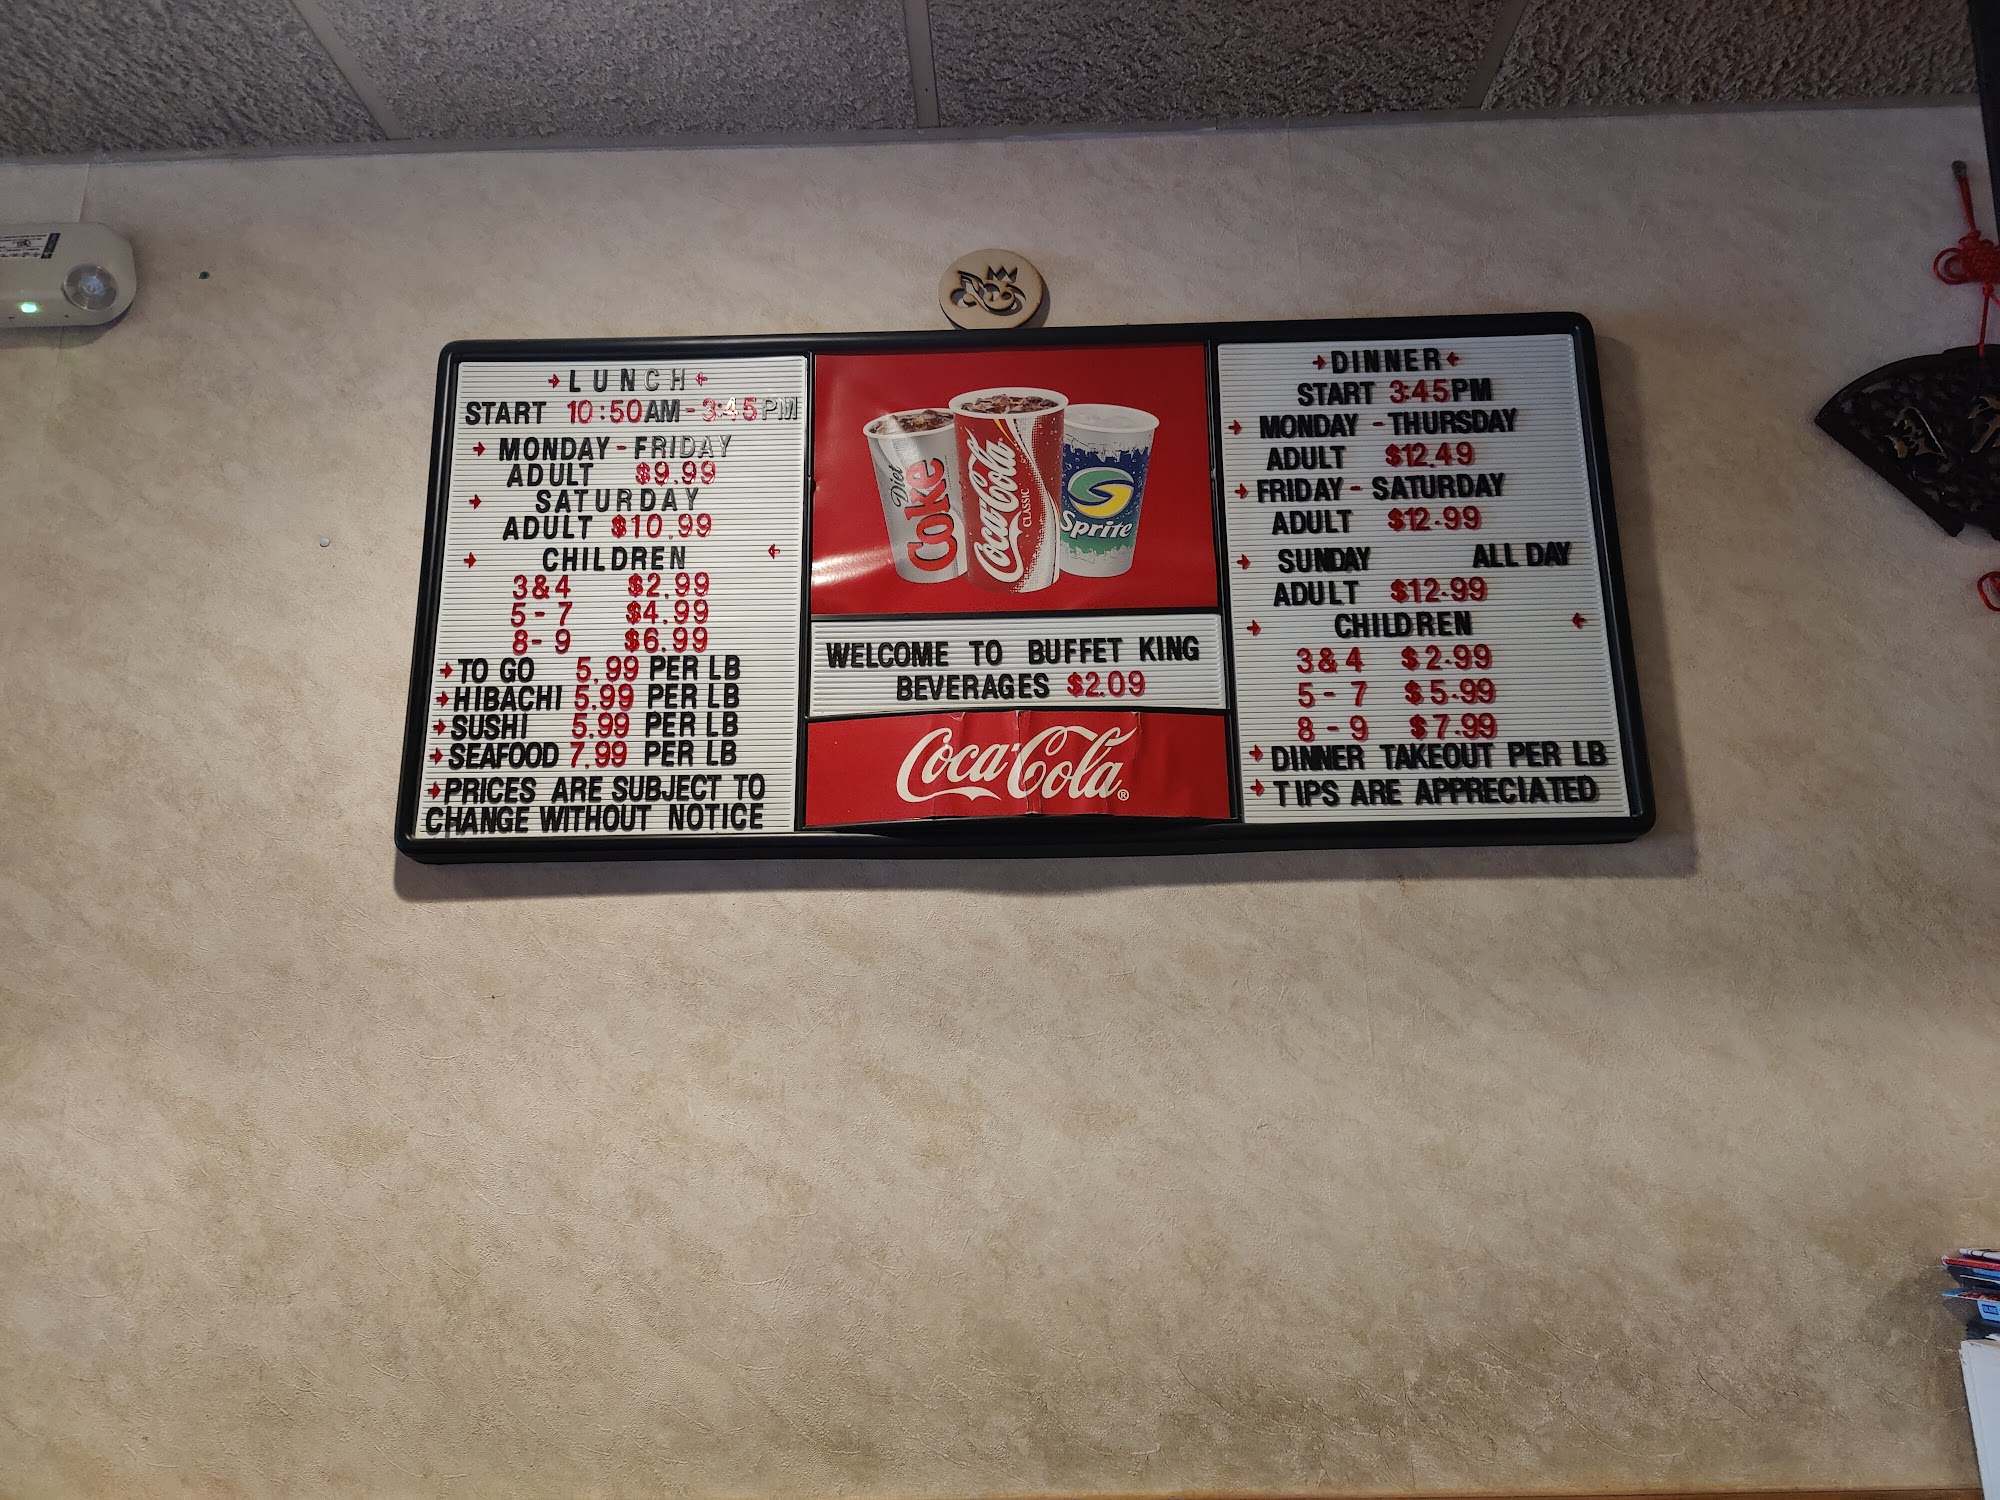 LUNCH
START 10:50AM-3:45PM
MONDAY-FRIDAY
ADULT $9.99
SATURDAY
ADULT $10.99
CHILDREN
3&4 $2.99
5-7 $4.99
8-9 $6.99
TO GO 5.99 PER LB
HIBACHI 5.99 PER LB
SUSHI 5.99 PER LB
SEAFOOD 7.99 PER LB
PRICES ARE SUBJECT TO
CHANGE WITHOUT NOTICE
Diet Coke
Coca-Cola
CLASSIC
Sprite
WELCOME TO BUFFET KING
BEVERAGES $2.09
Coca-Cola®
DINNER
START 3:45PM
MONDAY - THURSDAY
ADULT $12.49
FRIDAY - SATURDAY
ADULT $12.99
SUNDAY ALL DAY
ADULT $12.99
CHILDREN
3&4 $2.99
5-7 $5.99
8-9 $7.99
DINNER TAKEOUT PER LB
TIPS ARE APPRECIATED